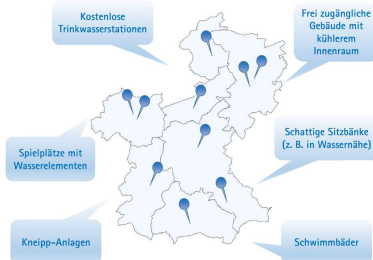 Kostenlose
Trinkwasserstationen
Frei zugängliche
Gebäude mit
kühlerem
Innenraum
Spielplätze mit
Wasserelementen
Schattige Sitzbänke
(z. B. in Wassernähe)
Kneipp-Anlagen
Schwimmbäder